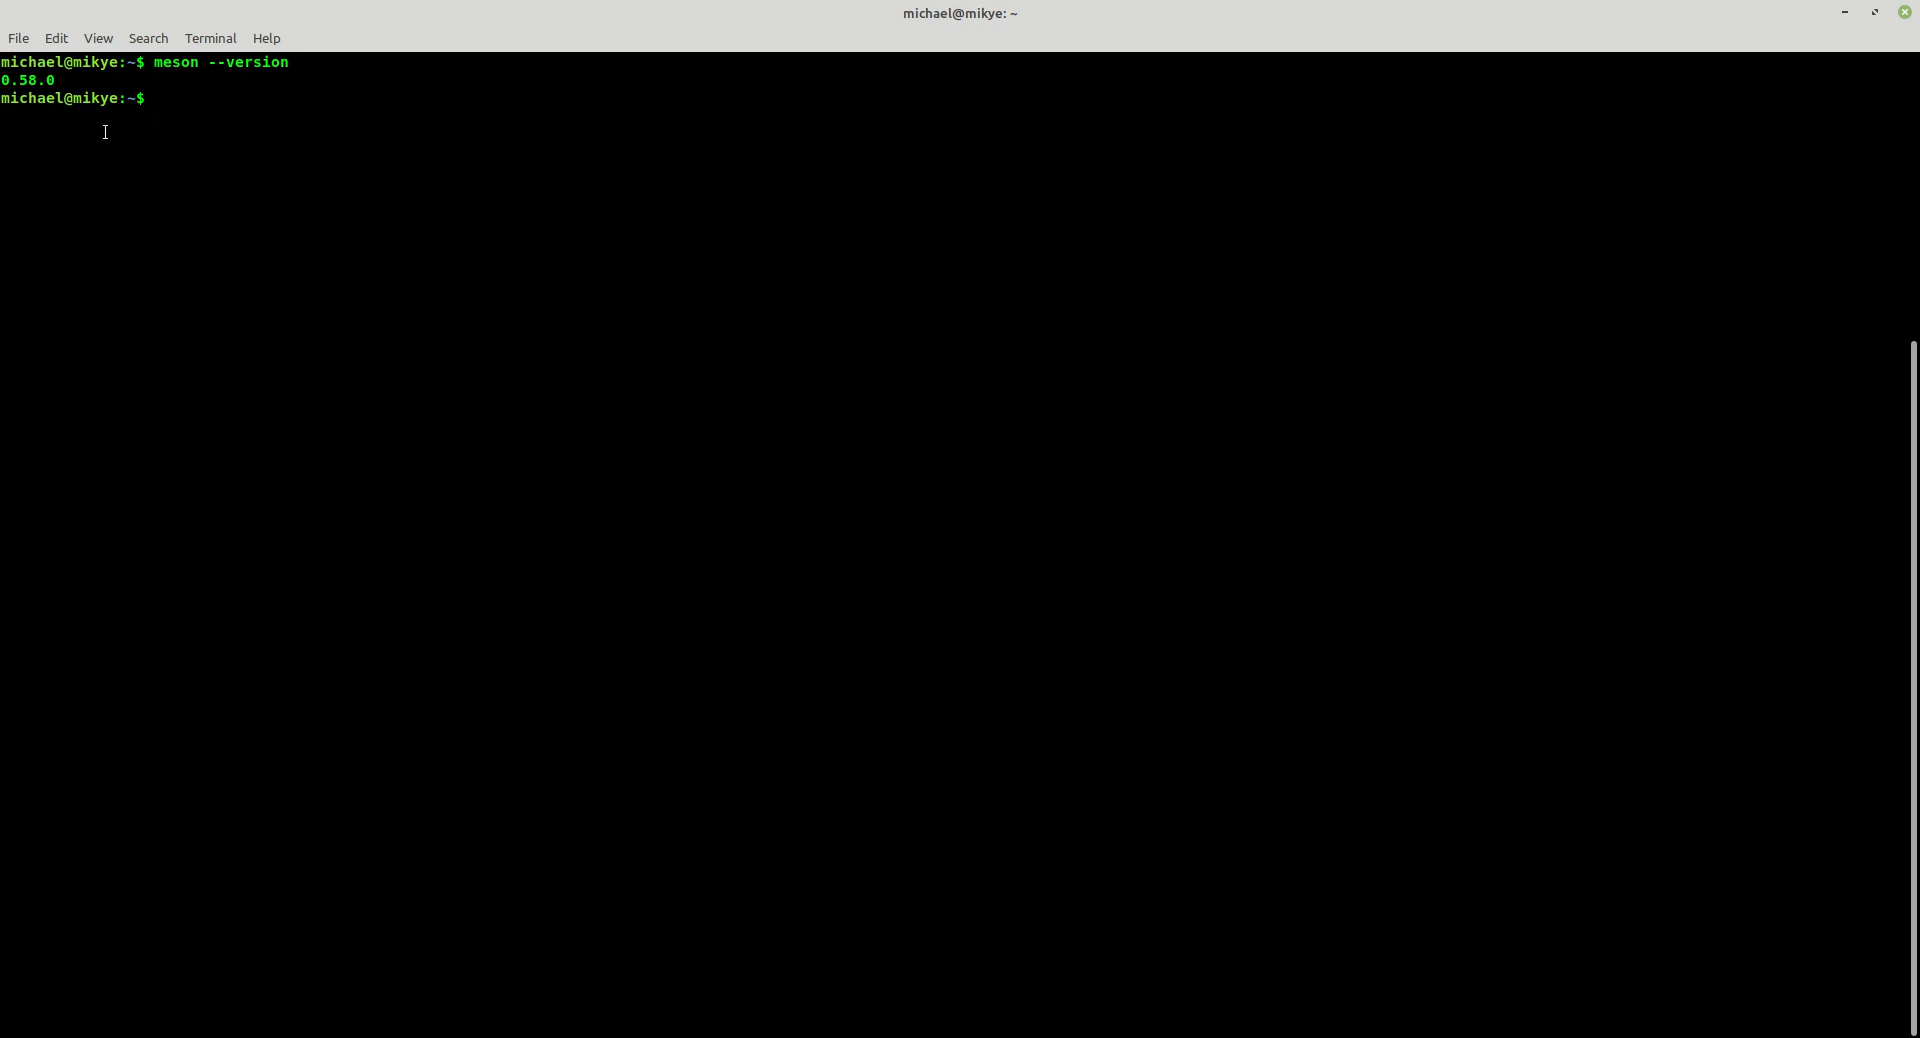 michael@mikye: ~
File Edit View Search Terminal Help
michael@mikye:~$ meson --version
0.58.0
michael@mikye:~$